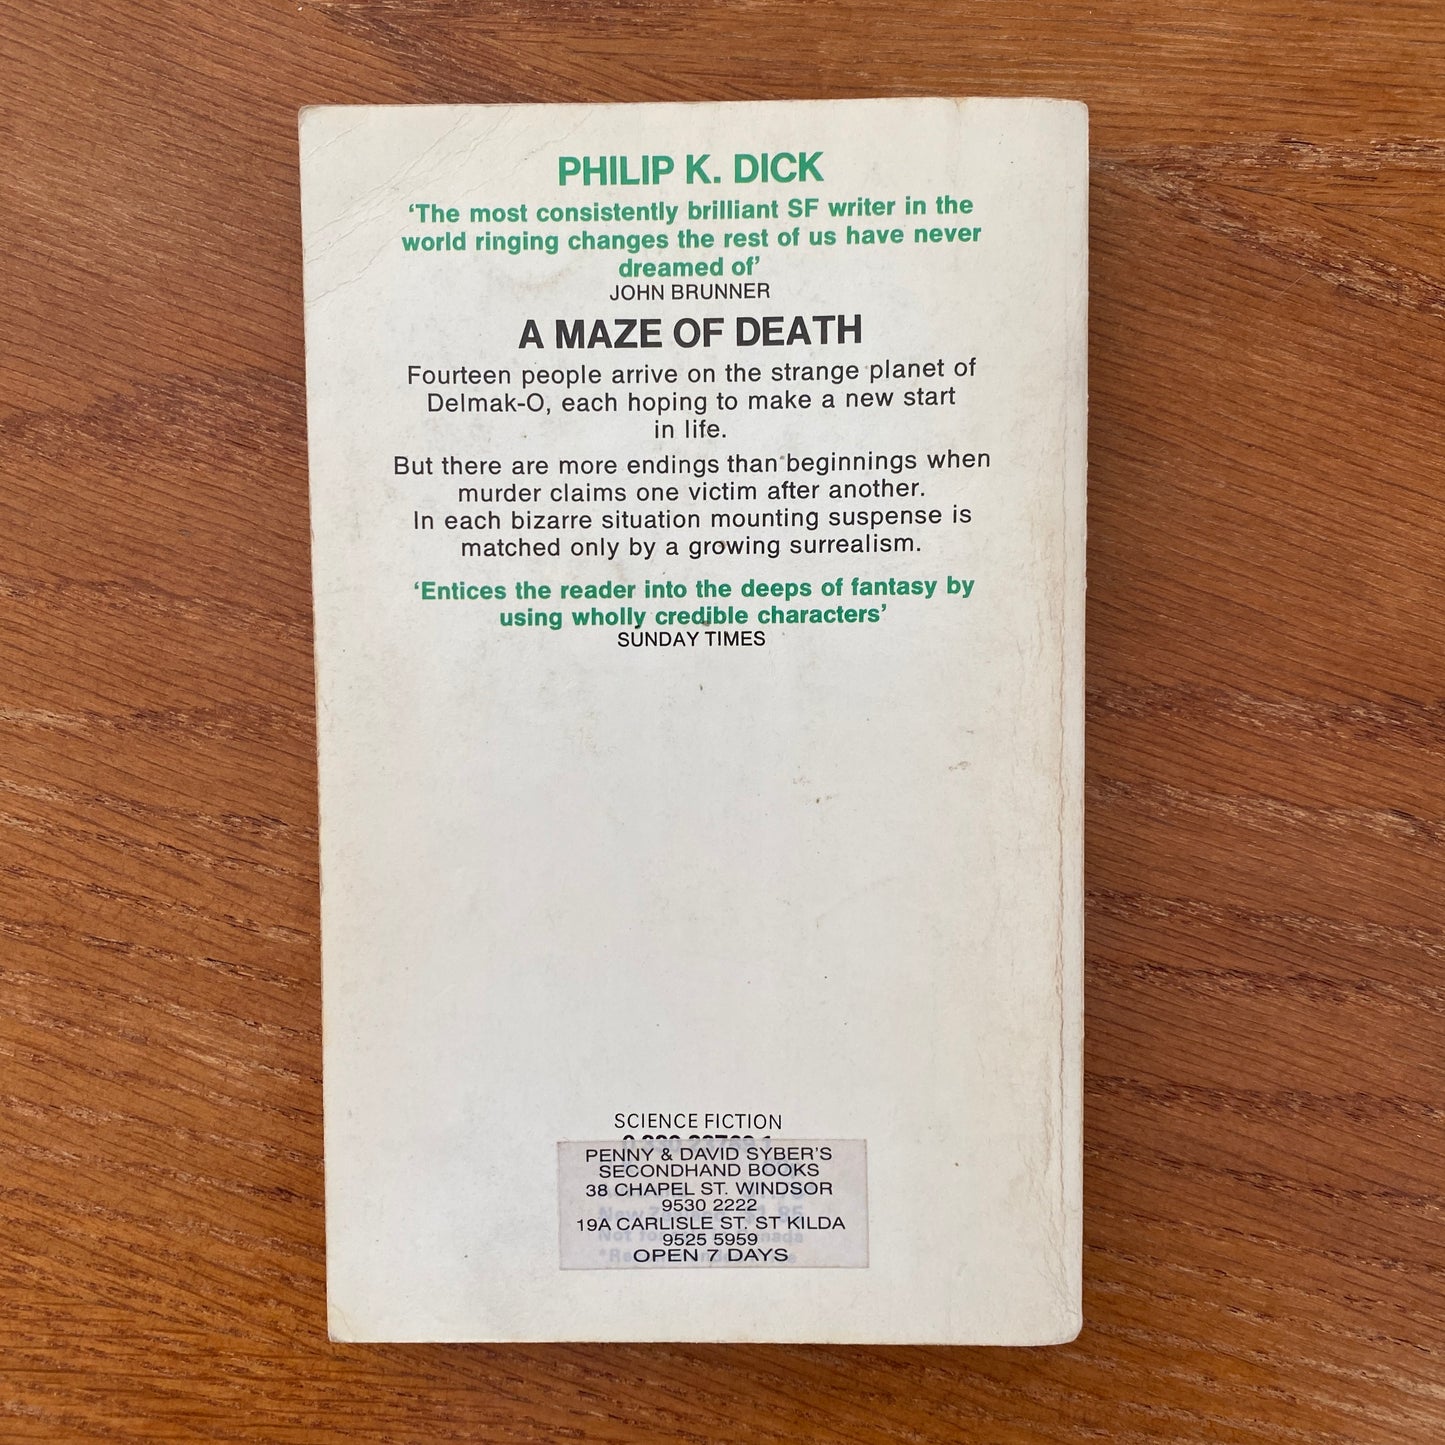 PHILIP K. DICK
‘The most consistently brilliant SF writer in the
world ringing changes the rest of us have never
dreamed of’
JOHN BRUNNER
A MAZE OF DEATH
Fourteen people arrive on the strange planet of
Delmak-O, each hoping to make a new start
in life.
But there are more endings than beginnings when
murder claims one victim after another.
In each bizarre situation mounting suspense is
matched only by a growing surrealism.
‘Entices the reader into the deeps of fantasy by
using wholly credible characters’
SUNDAY TIMES
SCIENCE FICTION
PENNY & DAVID SYBER'S
SECONDHAND BOOKS
38 CHAPEL ST. WINDSOR
9530 2222
19A CARLISLE ST. ST KILDA
9525 5959
OPEN 7 DAYS